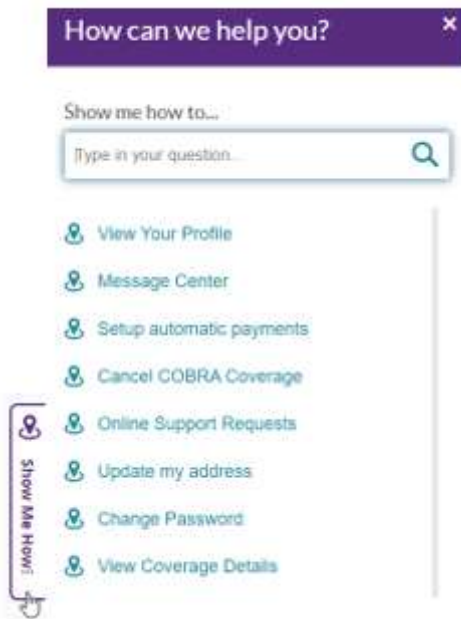 How can we help you?
×
Show me how to...
Type in your question...
View Your Profile
Message Center
Setup automatic payments
Cancel COBRA Coverage
Online Support Requests
Update my address
Change Password
View Coverage Details
Show Me How!